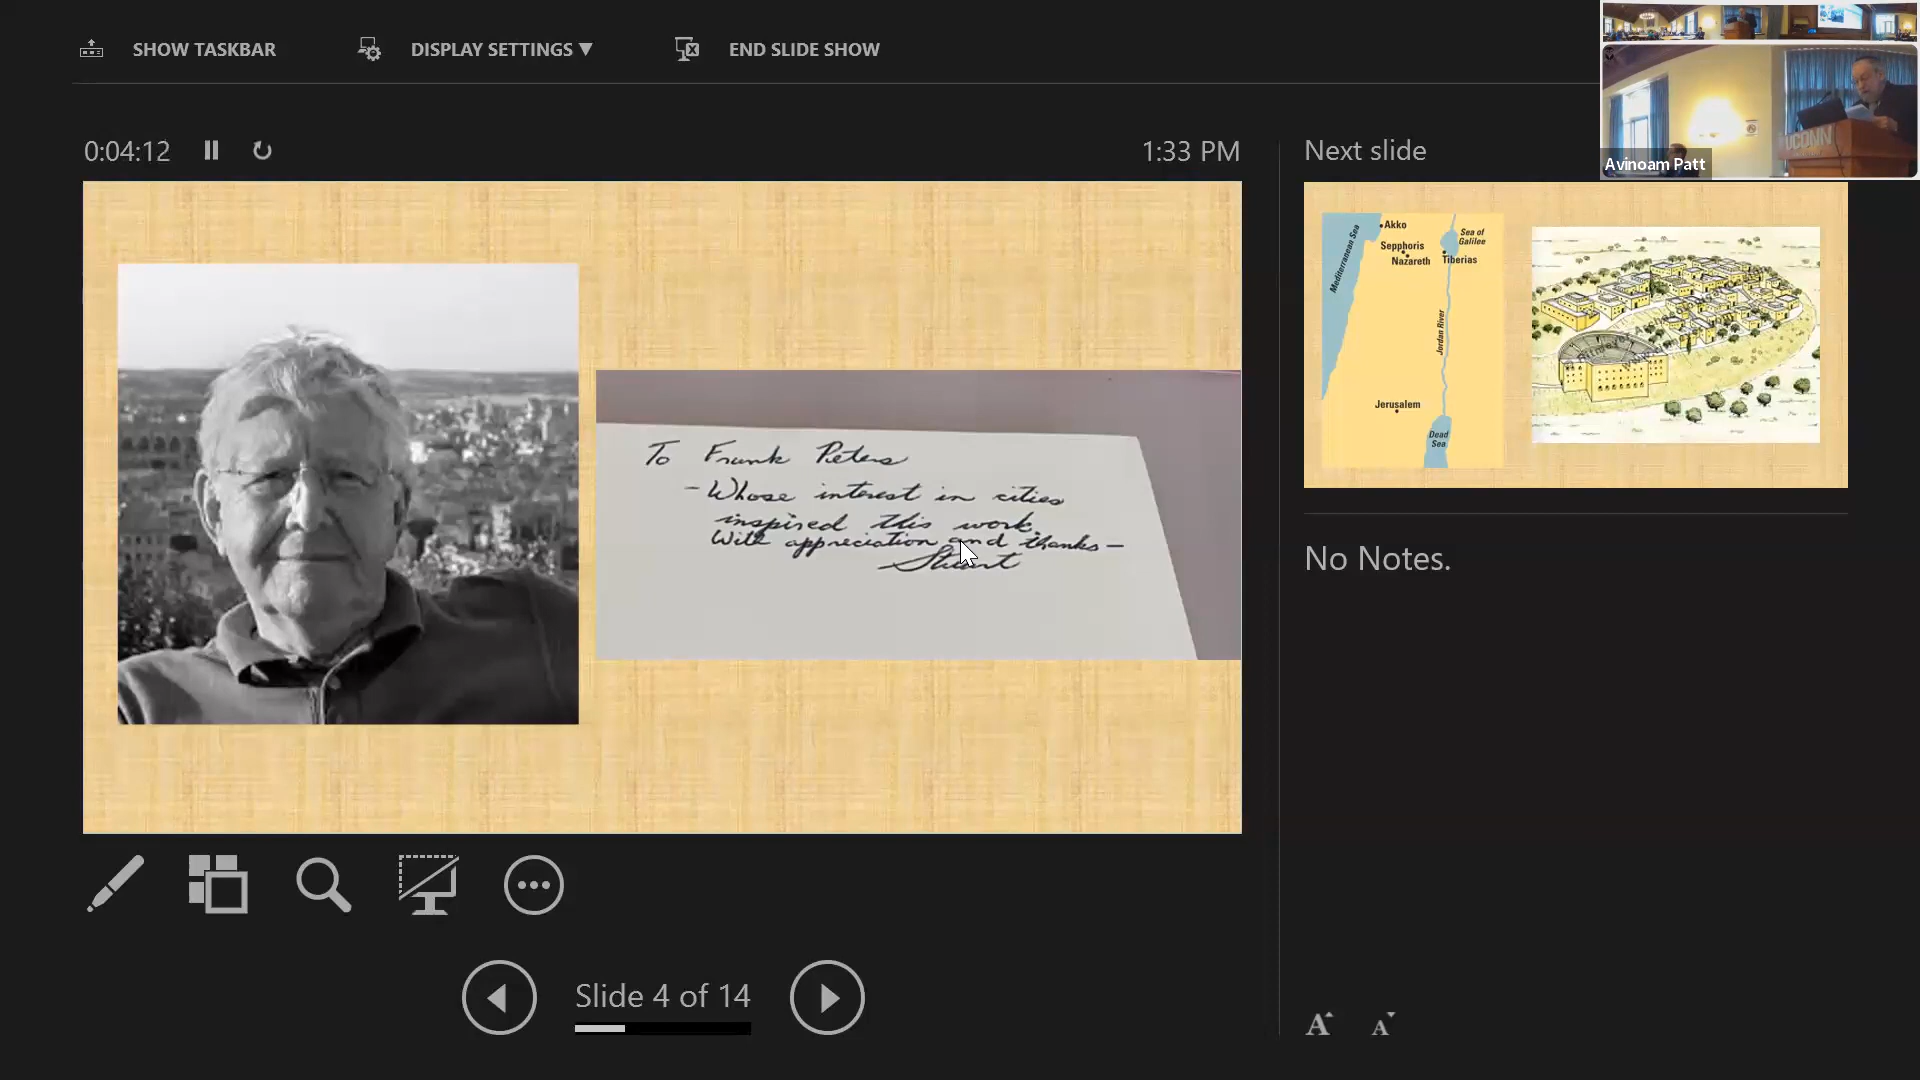 SHOW TASKBAR
DISPLAY SETTINGS ▼
END SLIDE SHOW
0:04:12
1:33 PM
Next slide
UCONN
Avinoam Patt
To Frank Peters
- Whose interest in cities
inspired this work.
With appreciation and thanks —
Stuart
Mediterranean Sea
Akko
Sea of
Galilee
Sepphoris
Nazareth
Tiberias
Jordan River
Jerusalem
Dead
Sea
No Notes.
Slide 4 of 14
A
A